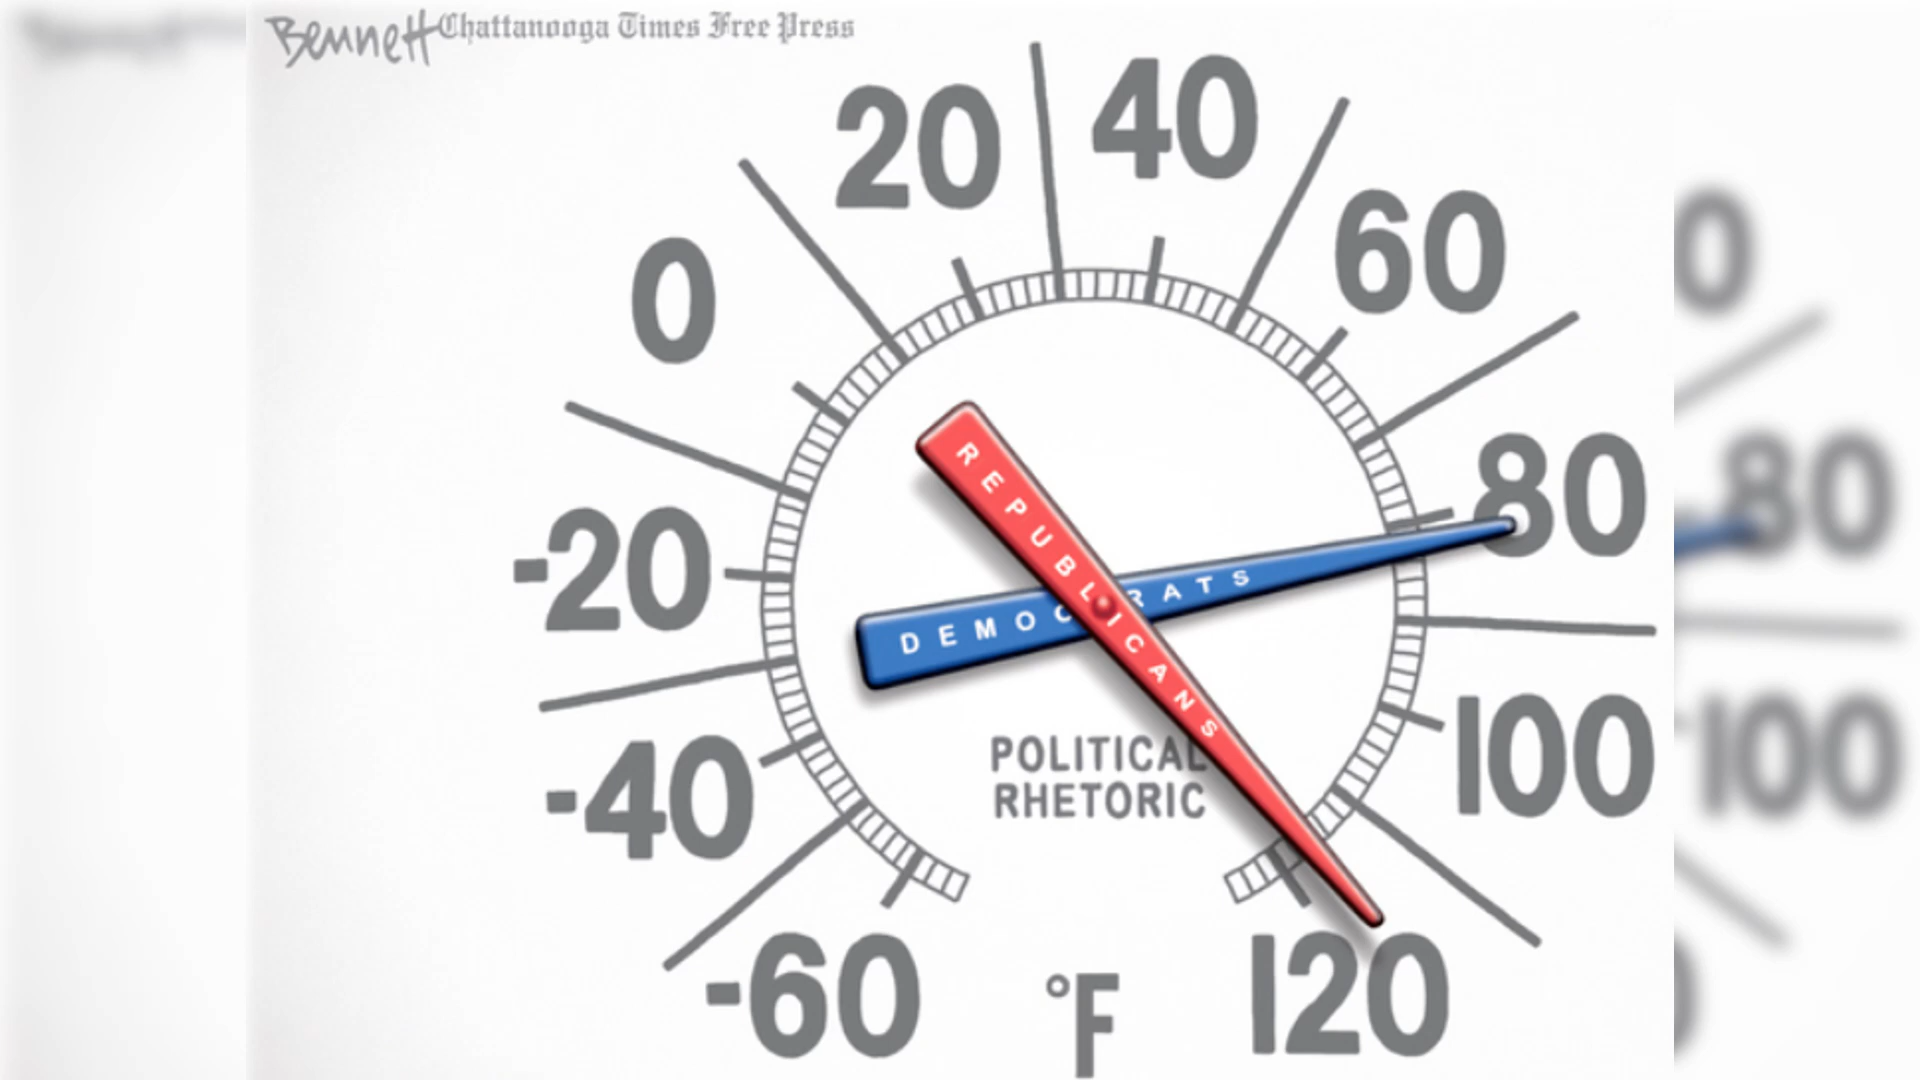 Bennett Chattanooga Times Free Press
20
40
0
60
-20
80
-40
100
-60
120
REPUBLICANS
DEMOCRATS
POLITICAL
RHETORIC
°F